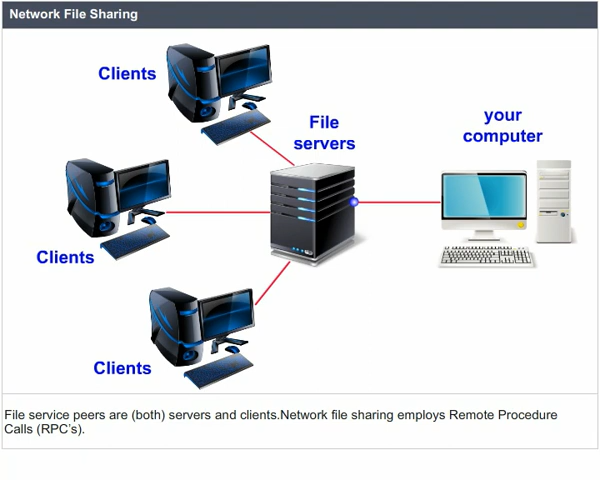 Network File Sharing
Clients
File
servers
your
computer
Clients
Clients
File service peers are (both) servers and clients.Network file sharing employs Remote Procedure
Calls (RPC's).